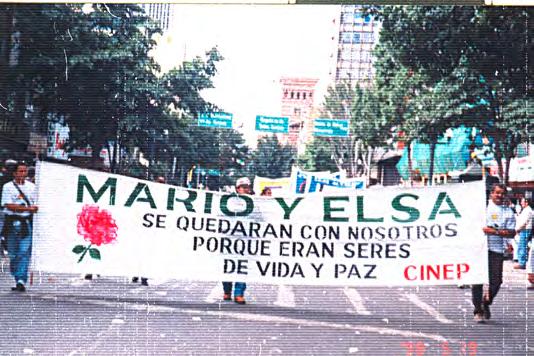 MARIO Y ELSA
SE QUEDARAN CON NOSOTROS
PORQUE ERAN SERES
DE VIDA Y PAZ CINEP